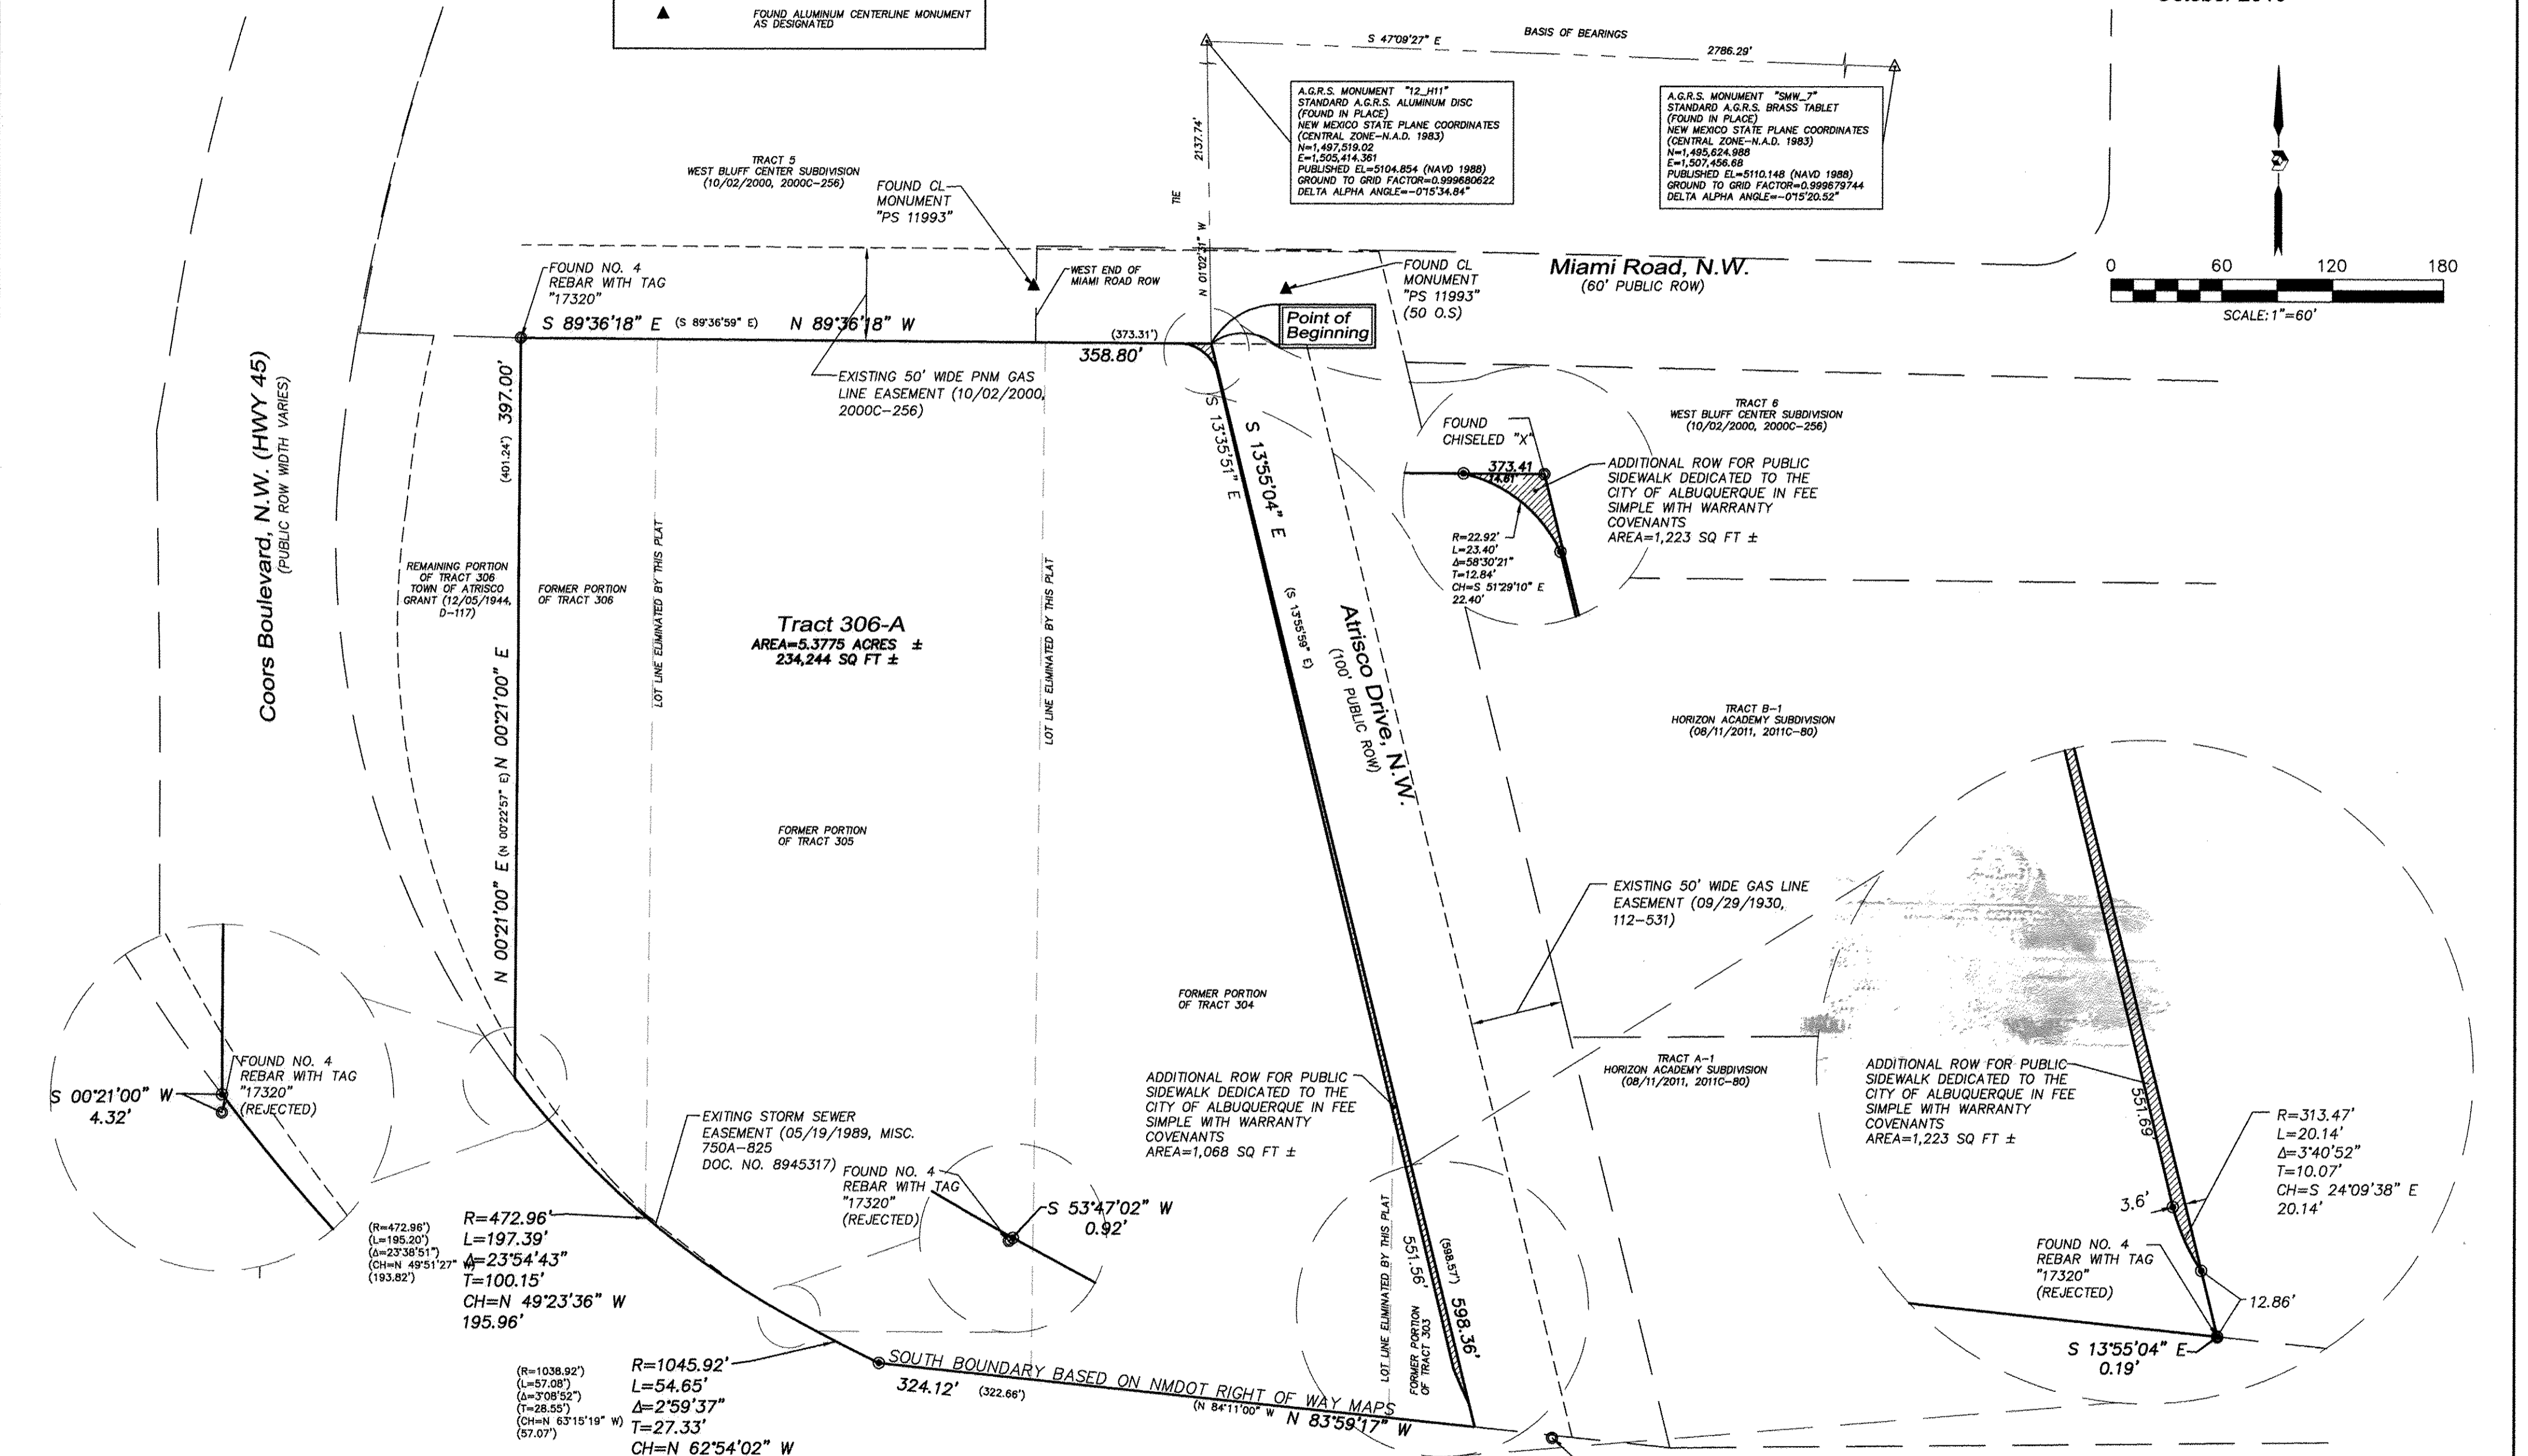 FOUND ALUMINUM CENTERLINE MONUMENT
AS DESIGNATED
S 47°09'27" E
BASIS OF BEARINGS
2786.29'
A.G.R.S. MONUMENT "12_H11"
STANDARD A.G.R.S. ALUMINUM DISC
(FOUND IN PLACE)
NEW MEXICO STATE PLANE COORDINATES
(CENTRAL ZONE-N.A.D. 1983)
N=1,497,519.02
E=1,505,414.361
PUBLISHED EL=5104.854 (NAVD 1988)
GROUND TO GRID FACTOR=0.999680622
DELTA ALPHA ANGLE=-0°15'34.84"
A.G.R.S. MONUMENT "SMW_7"
STANDARD A.G.R.S. BRASS TABLET
(FOUND IN PLACE)
NEW MEXICO STATE PLANE COORDINATES
(CENTRAL ZONE-N.A.D. 1983)
N=1,495,624.988
E=1,507,456.68
PUBLISHED EL=5110.148 (NAVD 1988)
GROUND TO GRID FACTOR=0.999679744
DELTA ALPHA ANGLE=-0°15'20.52"
0 60 120 180
SCALE: 1"=60'
2137.74'
TIE
N 01°02'31" W
TRACT 5
WEST BLUFF CENTER SUBDIVISION
(10/02/2000, 2000C-256)
FOUND CL
MONUMENT
"PS 11993"
FOUND NO. 4
REBAR WITH TAG
"17320"
WEST END OF
MIAMI ROAD ROW
FOUND CL
MONUMENT
"PS 11993"
(50 O.S)
Miami Road, N.W.
(60' PUBLIC ROW)
Point of
Beginning
S 89°36'18" E (S 89°36'59" E) N 89°36'18" W
(373.31')
358.80'
EXISTING 50' WIDE PNM GAS
LINE EASEMENT (10/02/2000,
2000C-256)
Coors Boulevard, N.W. (HWY 45)
(PUBLIC ROW WIDTH VARIES)
397.00'
(401.24')
N 00°21'00" E (N 00°22'57" E) N 00°21'00" E
REMAINING PORTION
OF TRACT 306
TOWN OF ATRISCO
GRANT (12/05/1944,
D-117)
FORMER PORTION
OF TRACT 306
LOT LINE ELIMINATED BY THIS PLAT
Tract 306-A
AREA=5.3775 ACRES ±
234,244 SQ FT ±
LOT LINE ELIMINATED BY THIS PLAT
FORMER PORTION
OF TRACT 305
S 13°35'51" E
S 13°55'04" E
(S 13°55'59" E)
Atrisco Drive, N.W.
(100' PUBLIC ROW)
FOUND
CHISELED "X"
373.41
14.61'
R=22.92'
L=23.40'
Δ=58°30'21"
T=12.84'
CH=S 51°29'10" E
22.40'
TRACT 6
WEST BLUFF CENTER SUBDIVISION
(10/02/2000, 2000C-256)
ADDITIONAL ROW FOR PUBLIC
SIDEWALK DEDICATED TO THE
CITY OF ALBUQUERQUE IN FEE
SIMPLE WITH WARRANTY
COVENANTS
AREA=1,223 SQ FT ±
TRACT B-1
HORIZON ACADEMY SUBDIVISION
(08/11/2011, 2011C-80)
EXISTING 50' WIDE GAS LINE
EASEMENT (09/29/1930,
112-531)
FORMER PORTION
OF TRACT 304
TRACT A-1
HORIZON ACADEMY SUBDIVISION
(08/11/2011, 2011C-80)
ADDITIONAL ROW FOR PUBLIC
SIDEWALK DEDICATED TO THE
CITY OF ALBUQUERQUE IN FEE
SIMPLE WITH WARRANTY
COVENANTS
AREA=1,068 SQ FT ±
S 00°21'00" W
4.32'
FOUND NO. 4
REBAR WITH TAG
"17320"
(REJECTED)
EXITING STORM SEWER
EASEMENT (05/19/1989, MISC.
750A-825
DOC. NO. 8945317)
FOUND NO. 4
REBAR WITH TAG
"17320"
(REJECTED)
S 53°47'02" W
0.92'
(R=472.96')
(L=195.20')
(Δ=23°38'51")
(CH=N 49°51'27" W)
(193.82')
R=472.96'
L=197.39'
Δ=23°54'43"
T=100.15'
CH=N 49°23'36" W
195.96'
(R=1038.92')
(L=57.08')
(Δ=3°08'52")
(T=28.55')
(CH=N 63°15'19" W)
(57.07')
R=1045.92'
L=54.65'
Δ=2°59'37"
T=27.33'
CH=N 62°54'02" W
SOUTH BOUNDARY BASED ON NMDOT RIGHT OF WAY MAPS
324.12' (322.66')
(N 84°11'00" W N 83°59'17" W
LOT LINE ELIMINATED BY THIS PLAT
FORMER PORTION
OF TRACT 303
551.56'
(598.57')
598.36'
ADDITIONAL ROW FOR PUBLIC
SIDEWALK DEDICATED TO THE
CITY OF ALBUQUERQUE IN FEE
SIMPLE WITH WARRANTY
COVENANTS
AREA=1,223 SQ FT ±
551.69'
R=313.47'
L=20.14'
Δ=3°40'52"
T=10.07'
CH=S 24°09'38" E
20.14'
3.6'
FOUND NO. 4
REBAR WITH TAG
"17320"
(REJECTED)
12.86'
S 13°55'04" E
0.19'